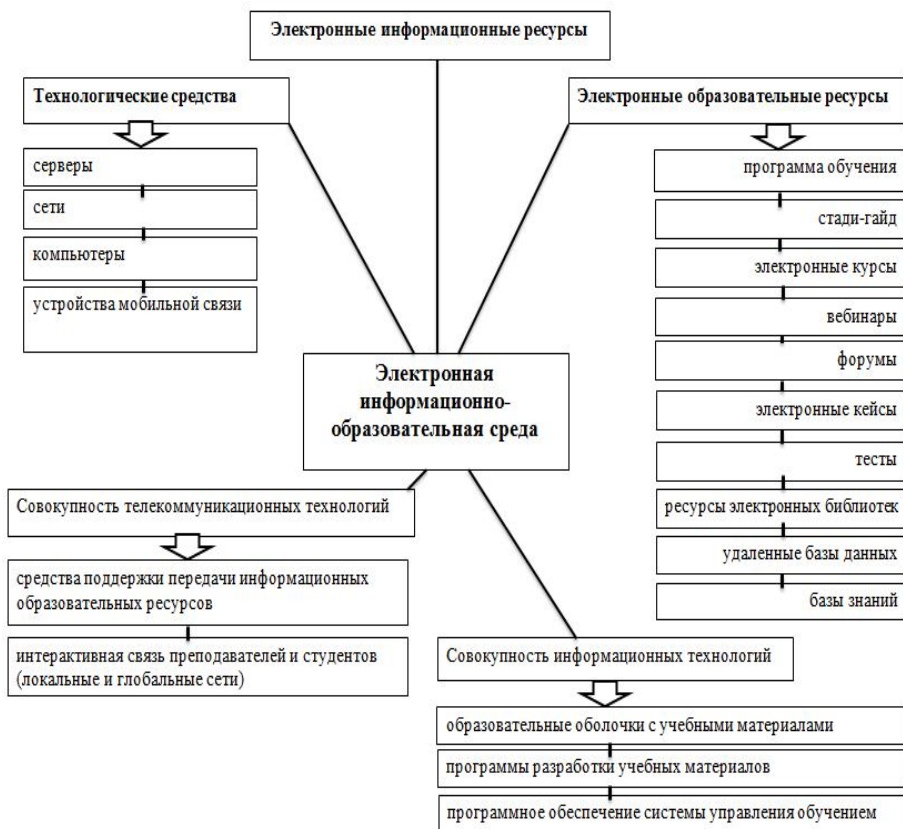 Электронные информационные ресурсы
Технологические средства
серверы
сети
компьютеры
устройства мобильной связи
Электронные образовательные ресурсы
программа обучения
стади-гайд
электронные курсы
вебинары
форумы
электронные кейсы
тесты
ресурсы электронных библиотек
удаленные базы данных
базы знаний
Электронная
информационно-
образовательная среда
Совокупность телекоммуникационных технологий
средства поддержки передачи информационных
образовательных ресурсов
интерактивная связь преподавателей и студентов
(локальные и глобальные сети)
Совокупность информационных технологий
образовательные оболочки с учебными материалами
программы разработки учебных материалов
программное обеспечение системы управления обучением